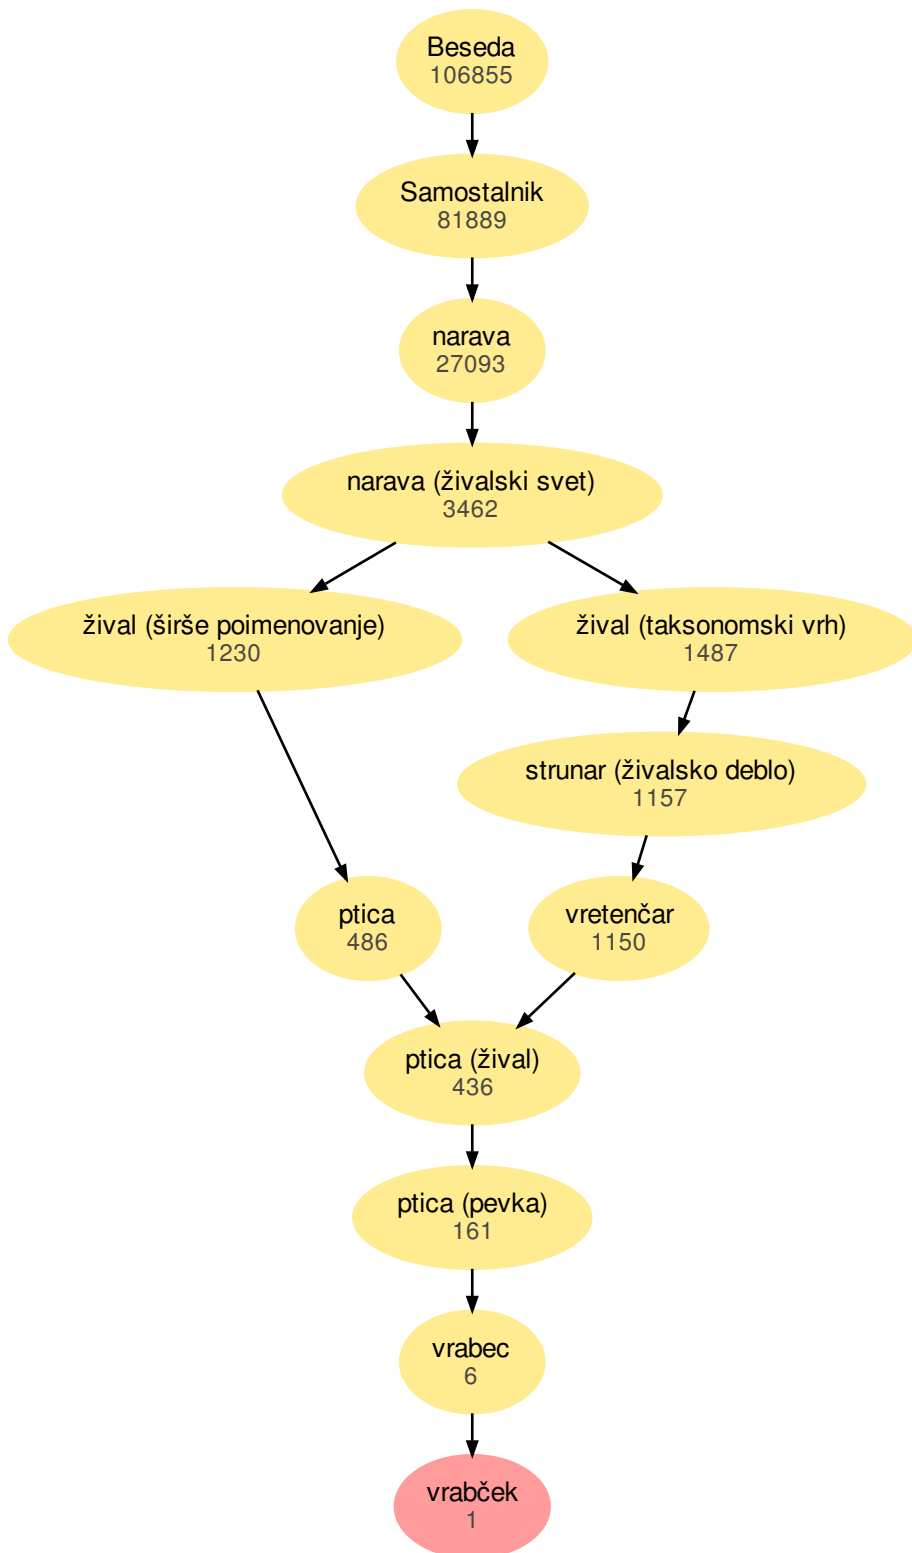 Beseda
106855
Samostalnik
81889
narava
27093
narava (živalski svet)
3462
žival (širše poimenovanje)
1230
žival (taksonomski vrh)
1487
strunar (živalsko deblo)
1157
ptica
486
vretenčar
1150
ptica (žival)
436
ptica (pevka)
161
vrabec
6
vrabček
1